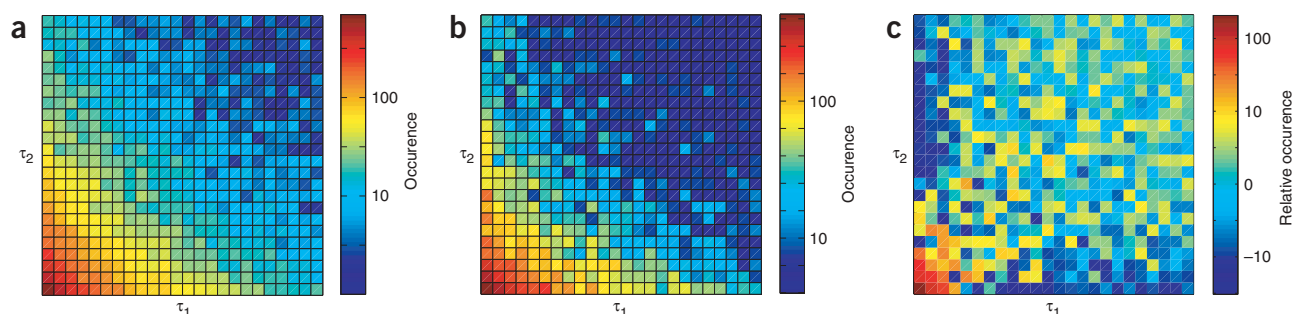 a
τ2
τ1
100
10
Occurence
b
τ2
τ1
100
10
Occurence
c
τ2
τ1
100
10
0
−10
Relative occurence